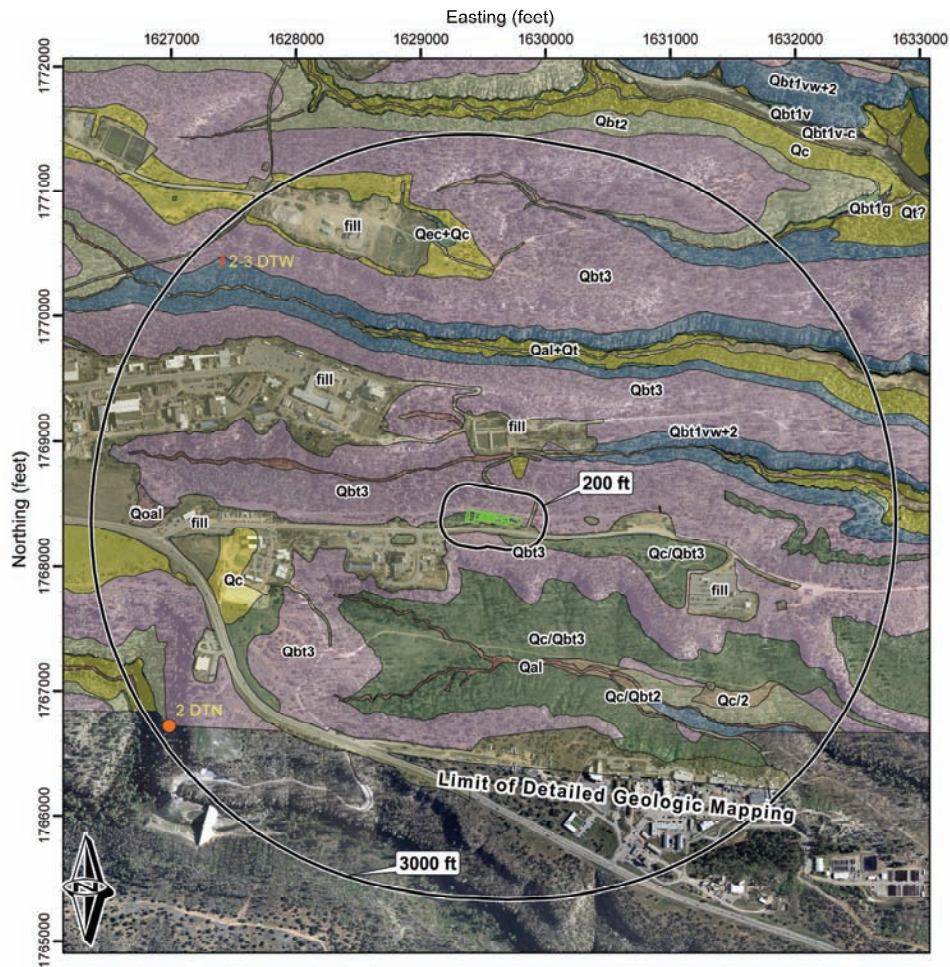 Easting (feet)
1627000 1628000 1629000 1630000 1631000 1632000 1633000
Northing (feet)
1772000
1771000
1770000
1769000
1768000
1767000
1766000
1765000
Qbt1vw+2
Qbt1v
Qbt2
Qbt1v-c
Qc
Qbt1g
Qt?
fill
Qec+Qc
2-3 DTW
Qbt3
Qal+Qt
fill
Qbt3
fill
Qbt1vw+2
Qbt3
200 ft
Qoal
fill
Qbt3
Qc/Qbt3
Qc
fill
Qc/Qbt3
Qbt3
Qal
Qc/Qbt2
Qc/2
2 DTN
Limit of Detailed Geologic Mapping
3000 ft
N